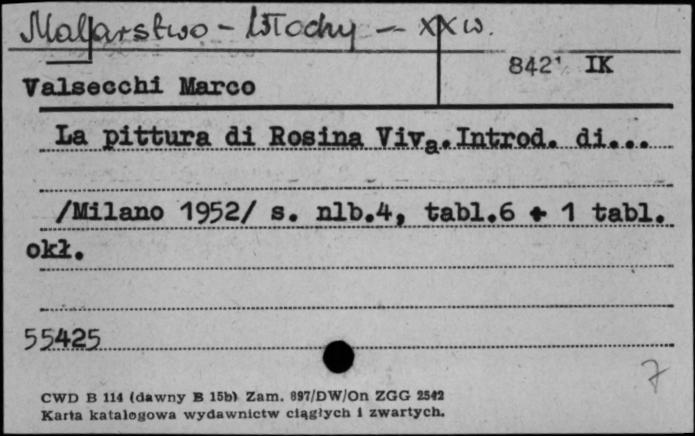 Malarstwo - Włochy - XX w.
842' IK
Valsecchi Marco
La pittura di Rosina Viva. Introd. di...
/Milano 1952/ s. nlb.4, tabl.6 + 1 tabl.
okł.
55425
7
CWD B 114 (dawny B 15b) Zam. 897/DW/On ZGG 2542
Karta katalogowa wydawnictw ciągłych i zwartych.